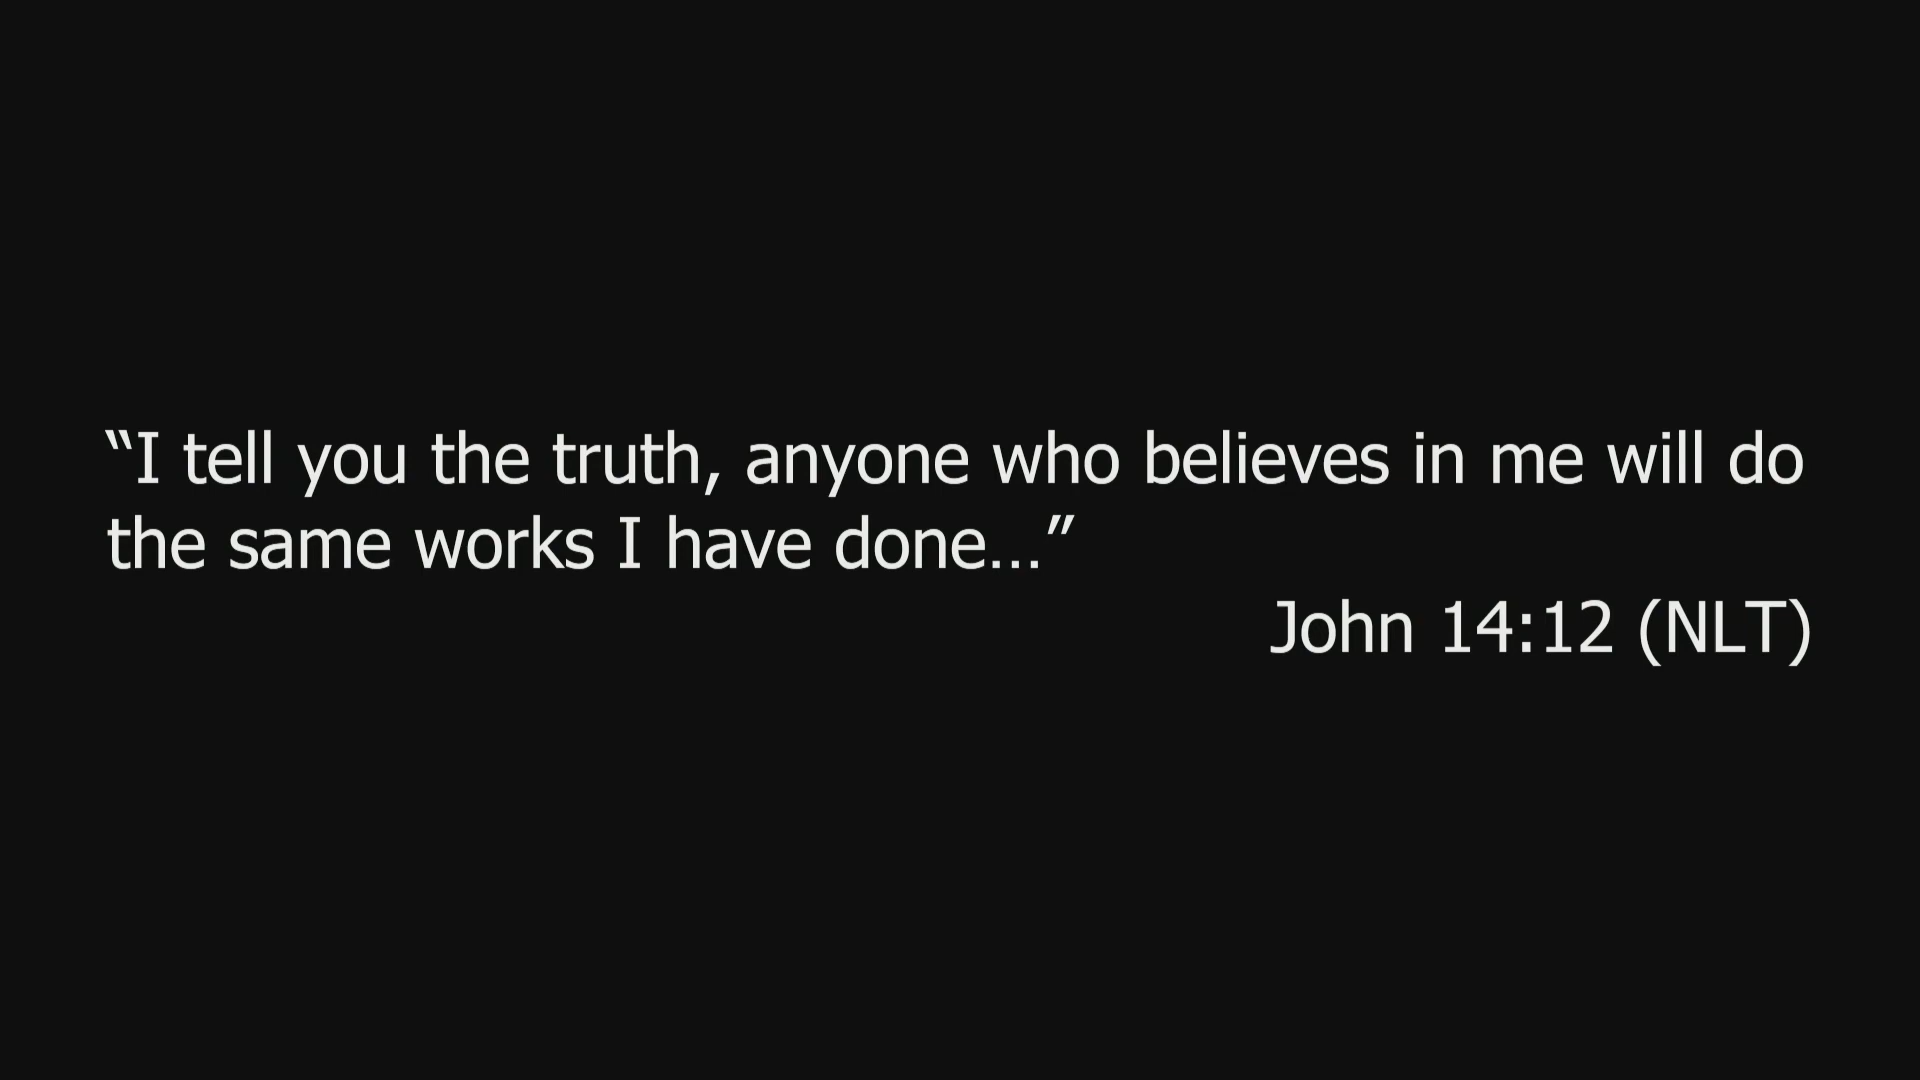 “I tell you the truth, anyone who believes in me will do
the same works I have done…”
John 14:12 (NLT)